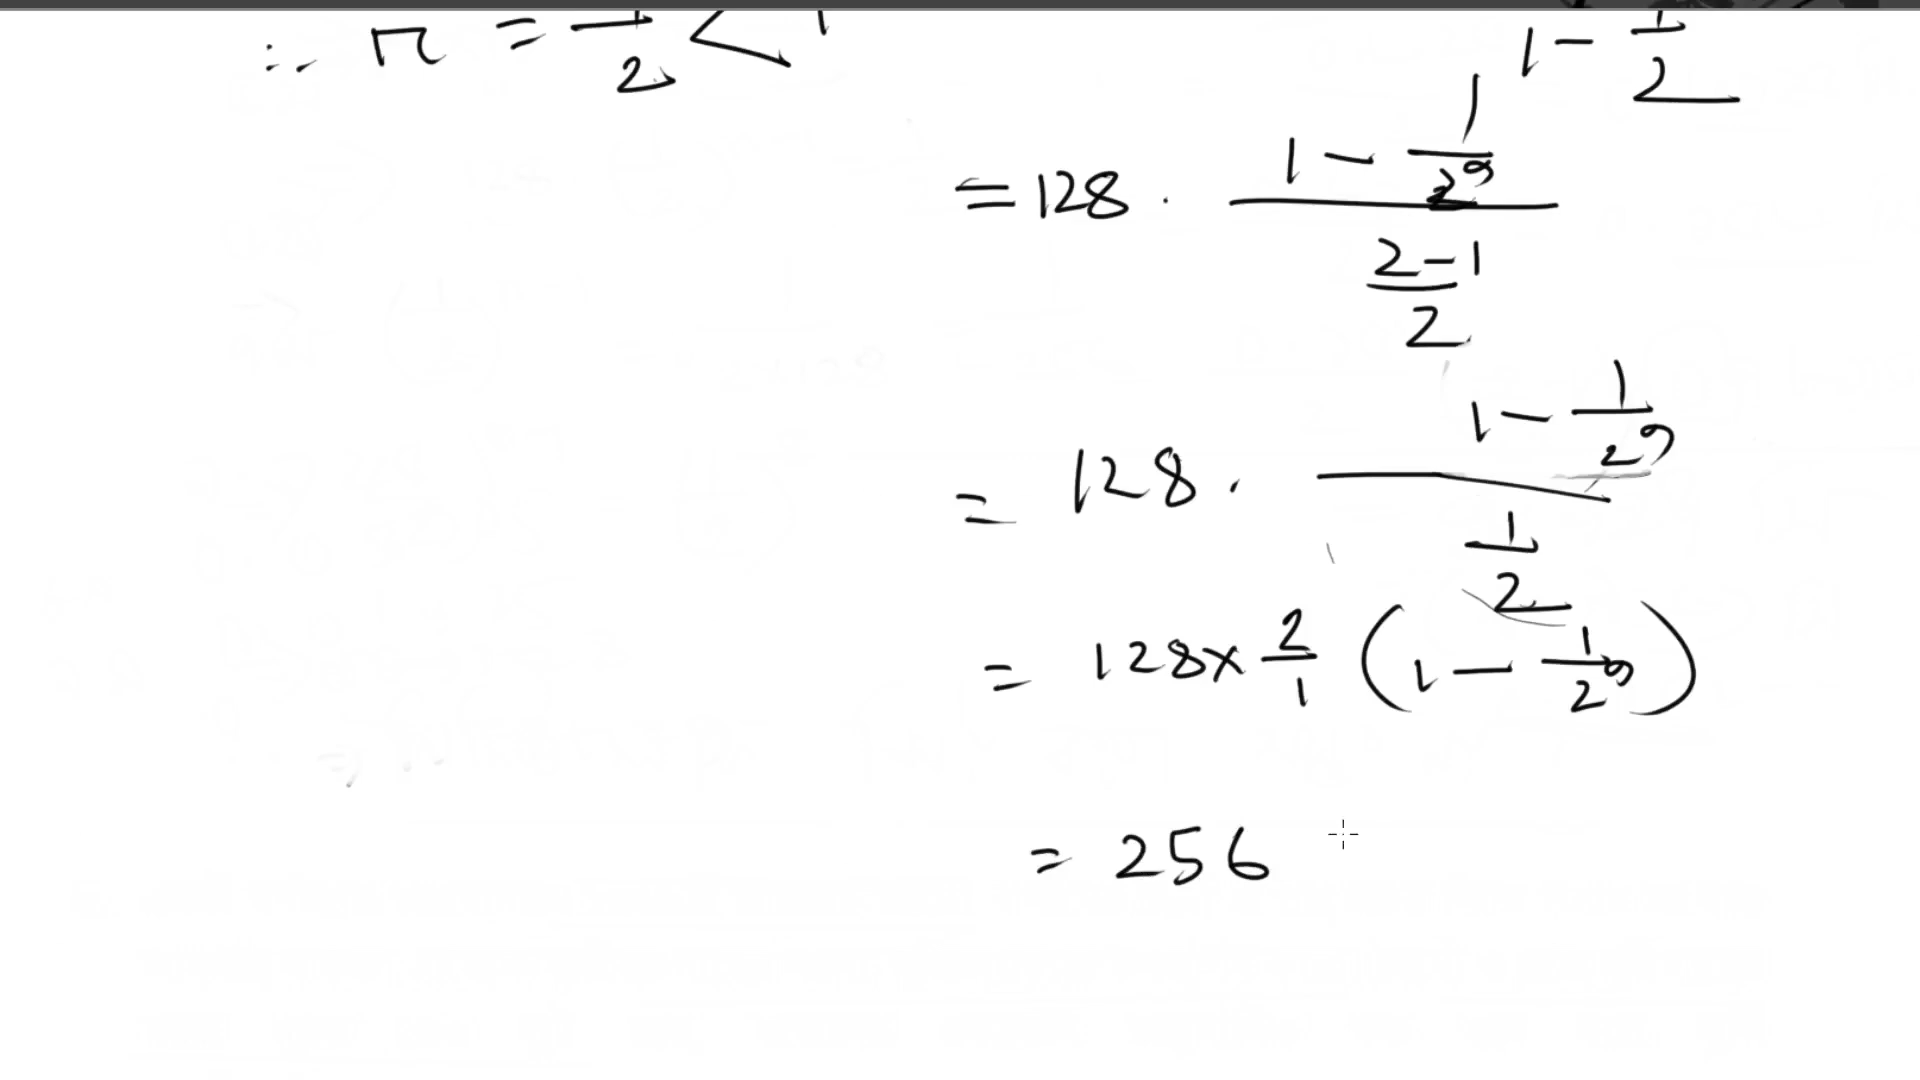 ∴ r = 1/2 < 1
1 - 1/2
= 128 · (1 - 1/2⁹) / ((2-1)/2)
= 128 · (1 - 1/2⁹) / (1/2)
= 128 × 2/1 (1 - 1/2⁹)
= 256